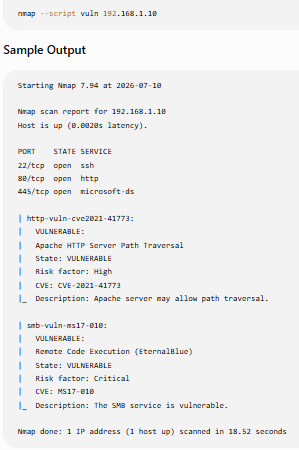 nmap --script vuln 192.168.1.10
Sample Output
Starting Nmap 7.94 at 2026-07-10
Nmap scan report for 192.168.1.10
Host is up (0.0020s latency).
PORT    STATE SERVICE
22/tcp  open  ssh
80/tcp  open  http
445/tcp open  microsoft-ds
| http-vuln-cve2021-41773:
|   VULNERABLE:
|   Apache HTTP Server Path Traversal
|   State: VULNERABLE
|   Risk factor: High
|   CVE: CVE-2021-41773
|_  Description: Apache server may allow path traversal.
| smb-vuln-ms17-010:
|   VULNERABLE:
|   Remote Code Execution (EternalBlue)
|   State: VULNERABLE
|   Risk factor: Critical
|   CVE: MS17-010
|_  Description: The SMB service is vulnerable.
Nmap done: 1 IP address (1 host up) scanned in 18.52 seconds